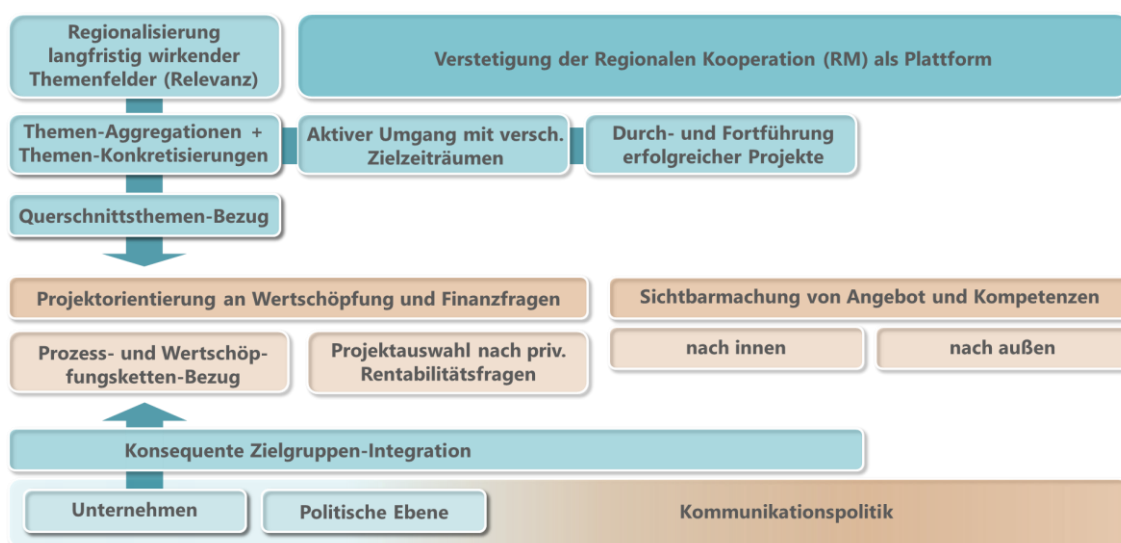 Regionalisierung
langfristig wirkender
Themenfelder (Relevanz)
Verstetigung der Regionalen Kooperation (RM) als Plattform
Themen-Aggregationen +
Themen-Konkretisierungen
Aktiver Umgang mit versch.
Zielzeiträumen
Durch- und Fortführung
erfolgreicher Projekte
Querschnittsthemen-Bezug
Projektorientierung an Wertschöpfung und Finanzfragen
Sichtbarmachung von Angebot und Kompetenzen
Prozess- und Wertschöp-
fungsketten-Bezug
Projektauswahl nach priv.
Rentabilitätsfragen
nach innen
nach außen
Konsequente Zielgruppen-Integration
Unternehmen
Politische Ebene
Kommunikationspolitik